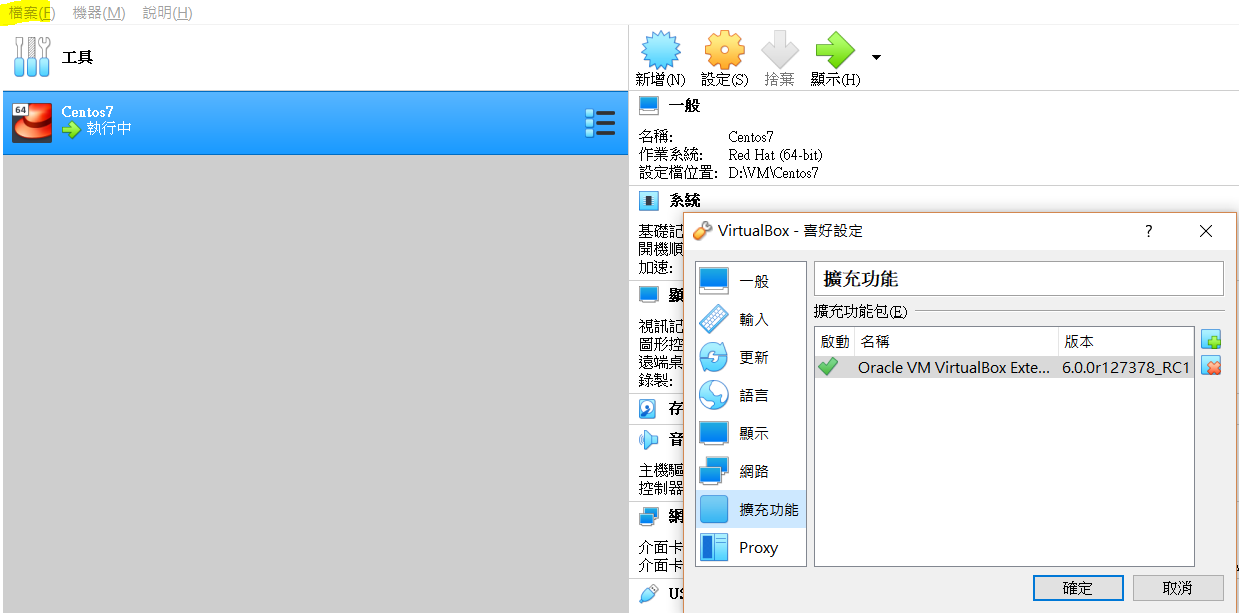 檔案(F) 機器(M) 說明(H)
工具
新增(N) 設定(S) 捨棄 顯示(H)
64
Centos7
執行中
一般
名稱: Centos7
作業系統: Red Hat (64-bit)
設定檔位置: D:\VM\Centos7
系統
基礎記
開機順
加速:
顯
視訊記
圖形控
遠端桌
錄製:
存
音
主機驅
控制器
網
介面卡
介面卡
US
VirtualBox - 喜好設定
?
一般
輸入
更新
語言
顯示
網路
擴充功能
Proxy
擴充功能
擴充功能包(E)
啟動 名稱 版本
Oracle VM VirtualBox Exte... 6.0.0r127378_RC1
確定 取消